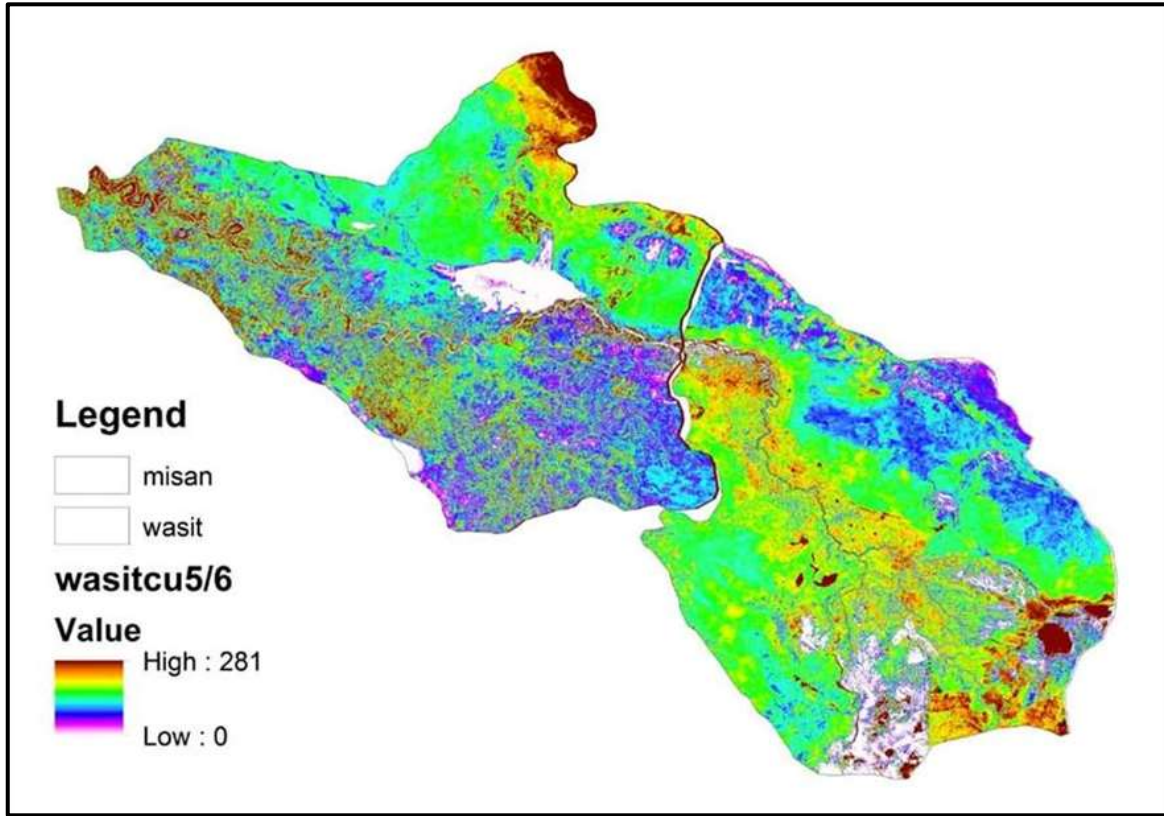 Legend
misan
wasit
wasitcu5/6
Value
High : 281
Low : 0